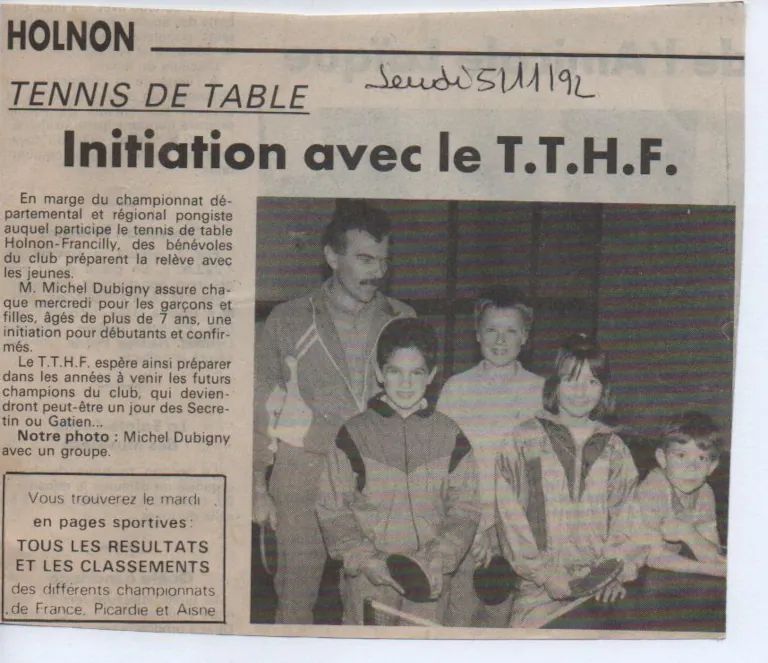 HOLNON
Jeudi 5/11/92
TENNIS DE TABLE
Initiation avec le T.T.H.F.
En marge du championnat dé-
partemental et régional pongiste
auquel participe le tennis de table
Holnon-Francilly, des bénévoles
du club préparent la relève avec
les jeunes.
M. Michel Dubigny assure cha-
que mercredi pour les garçons et
filles, âgés de plus de 7 ans, une
initiation pour débutants et confir-
més.
Le T.T.H.F. espère ainsi préparer
dans les années à venir les futurs
champions du club, qui devien-
dront peut-être un jour des Secre-
tin ou Gatien...
Notre photo : Michel Dubigny
avec un groupe.
Vous trouverez le mardi
en pages sportives:
TOUS LES RESULTATS
ET LES CLASSEMENTS
des différents championnats
de France, Picardie et Aisne